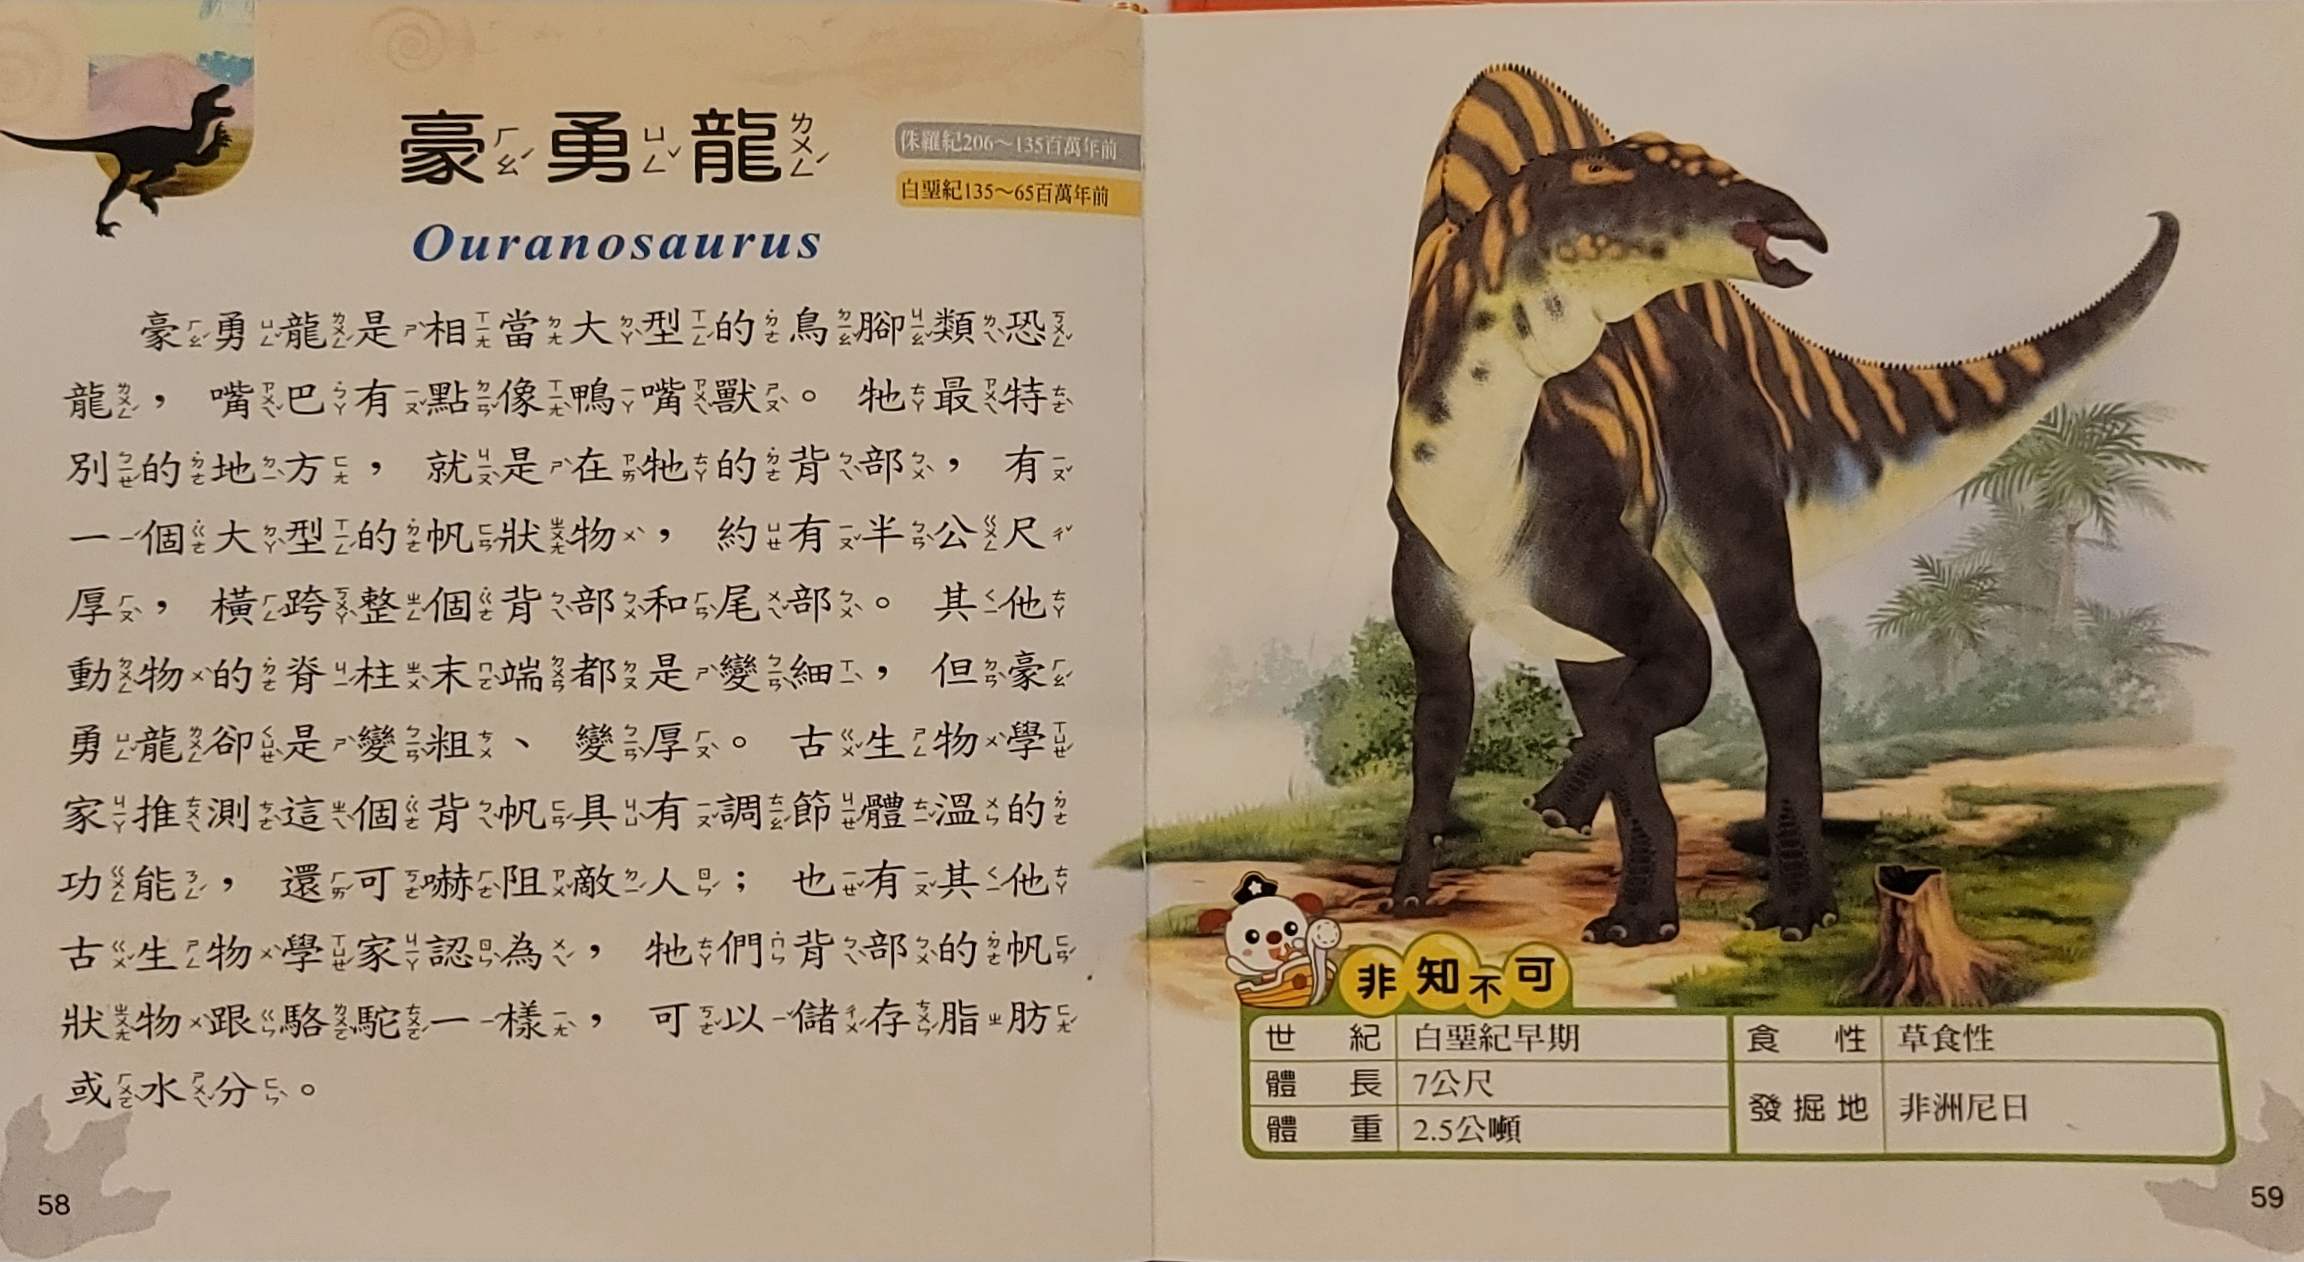 豪勇龍
侏羅紀206～135百萬年前
白堊紀135～65百萬年前
Ouranosaurus
豪勇龍是相當大型的鳥腳類恐
龍，嘴巴有點像鴨嘴獸。牠最特
別的地方，就是在牠的背部，有
一個大型的帆狀物，約有半公尺
厚，橫跨整個背部和尾部。其他
動物的脊柱末端都是變細，但豪
勇龍卻是變粗、變厚。古生物學
家推測這個背帆具有調節體溫的
功能，還可嚇阻敵人；也有其他
古生物學家認為，牠們背部的帆
狀物跟駱駝一樣，可以儲存脂肪
或水分。
58
非知不可
世紀 白堊紀早期
體長 7公尺
體重 2.5公噸
食性 草食性
發掘地 非洲尼日
59